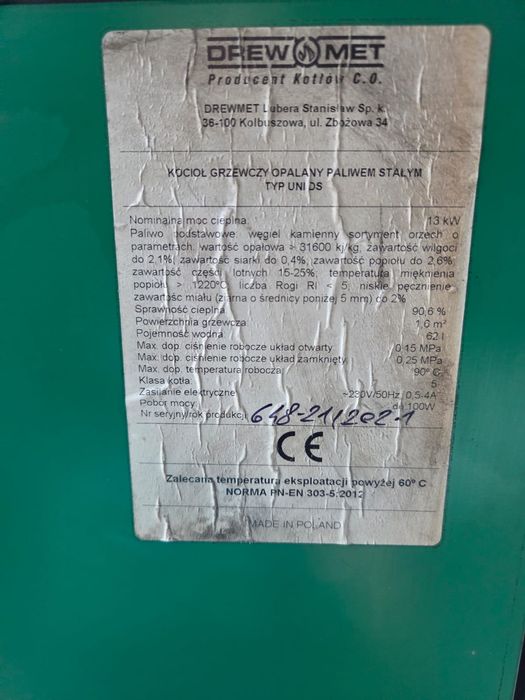 DREWMET
Producent Kotłów C.O.
DREWMET Lubera Stanisław Sp. k.
36-100 Kolbuszowa, ul. Zbożowa 34
KOCIOŁ GRZEWCZY OPALANY PALIWEM STAŁYM
TYP UNI DS
Nominalna moc cieplna: 13 kW
Paliwo podstawowe: węgiel kamienny sortyment orzech o
parametrach: wartość opałowa > 31600 kj/kg, zawartość wilgoci
do 2,1%, zawartość siarki do 0,4%, zawartość popiołu do 2,6%,
zawartość części lotnych 15-25%, temperatura mięknienia
popiołu > 1220°C, liczba Rogi RI < 5, niskie pęcznienie,
zawartość miału (ziarna o średnicy poniżej 5 mm) do 2%
Sprawność cieplna 90,6 %
Powierzchnia grzewcza m²
Pojemność wodna 62 l
Max. dop. ciśnienie robocze układ otwarty 0,15 MPa
Max. dop. ciśnienie robocze układ zamknięty 0,25 MPa
Max. dop. temperatura robocza 90° C
Klasa kotła 5
Zasilanie elektryczne ~230V/50Hz, 0,5-4A
Pobór mocy do 100W
Nr seryjny/rok produkcji: 648-21/2021
CE
Zalecana temperatura eksploatacji powyżej 60° C
NORMA PN-EN 303-5:2012
MADE IN POLAND